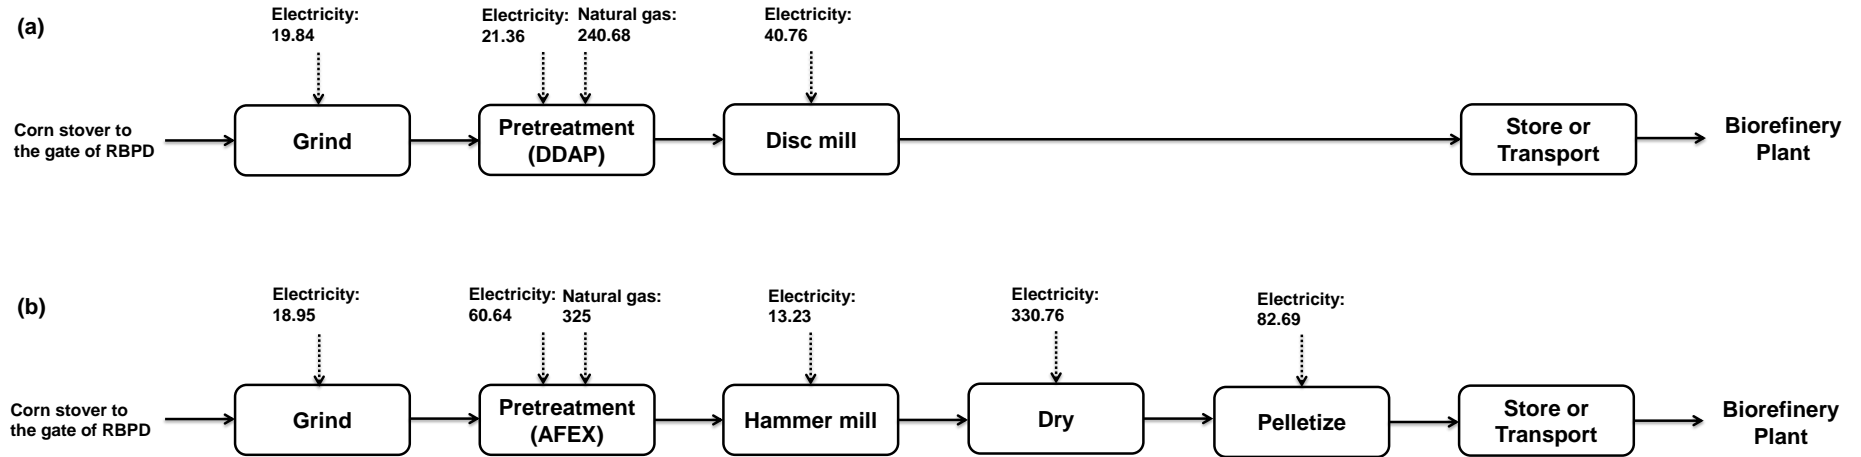 (a)
Electricity:
19.84
Electricity:
21.36
Natural gas:
240.68
Electricity:
40.76
Corn stover to
the gate of RBPD
Grind
Pretreatment
(DDAP)
Disc mill
Store or
Transport
Biorefinery
Plant
(b)
Electricity:
18.95
Electricity:
60.64
Natural gas:
325
Electricity:
13.23
Electricity:
330.76
Electricity:
82.69
Corn stover to
the gate of RBPD
Grind
Pretreatment
(AFEX)
Hammer mill
Dry
Pelletize
Store or
Transport
Biorefinery
Plant